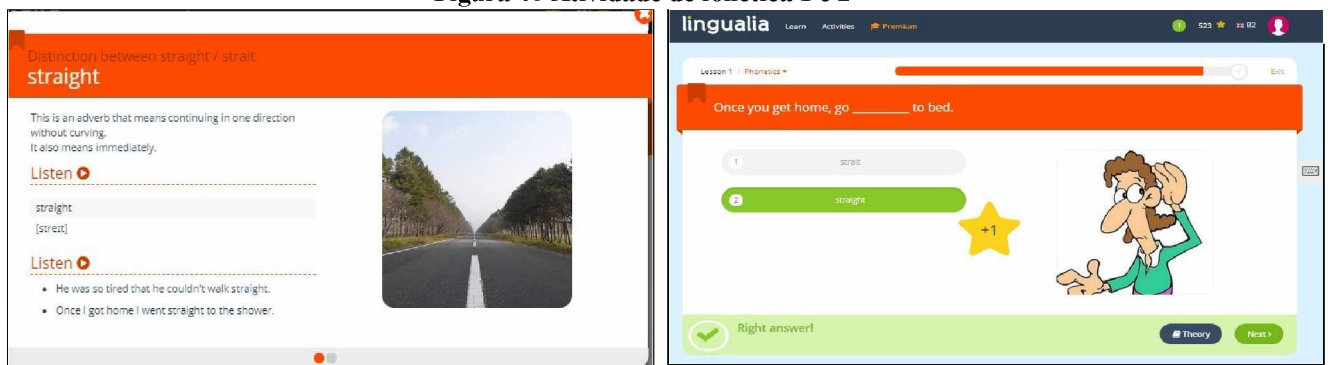 Distinction between straight / strait
straight
This is an adverb that means continuing in one direction
without curving.
It also means immediately.
Listen
straight
[streɪt]
Listen
• He was so tired that he couldn't walk straight.
• Once I got home I went straight to the shower.
lingualia Learn Activities Premium 523 B2
Lesson 1 / Phonetics Exit
Once you get home, go ________ to bed.
1 strait
2 straight
+1
Right answer!
Theory Next >